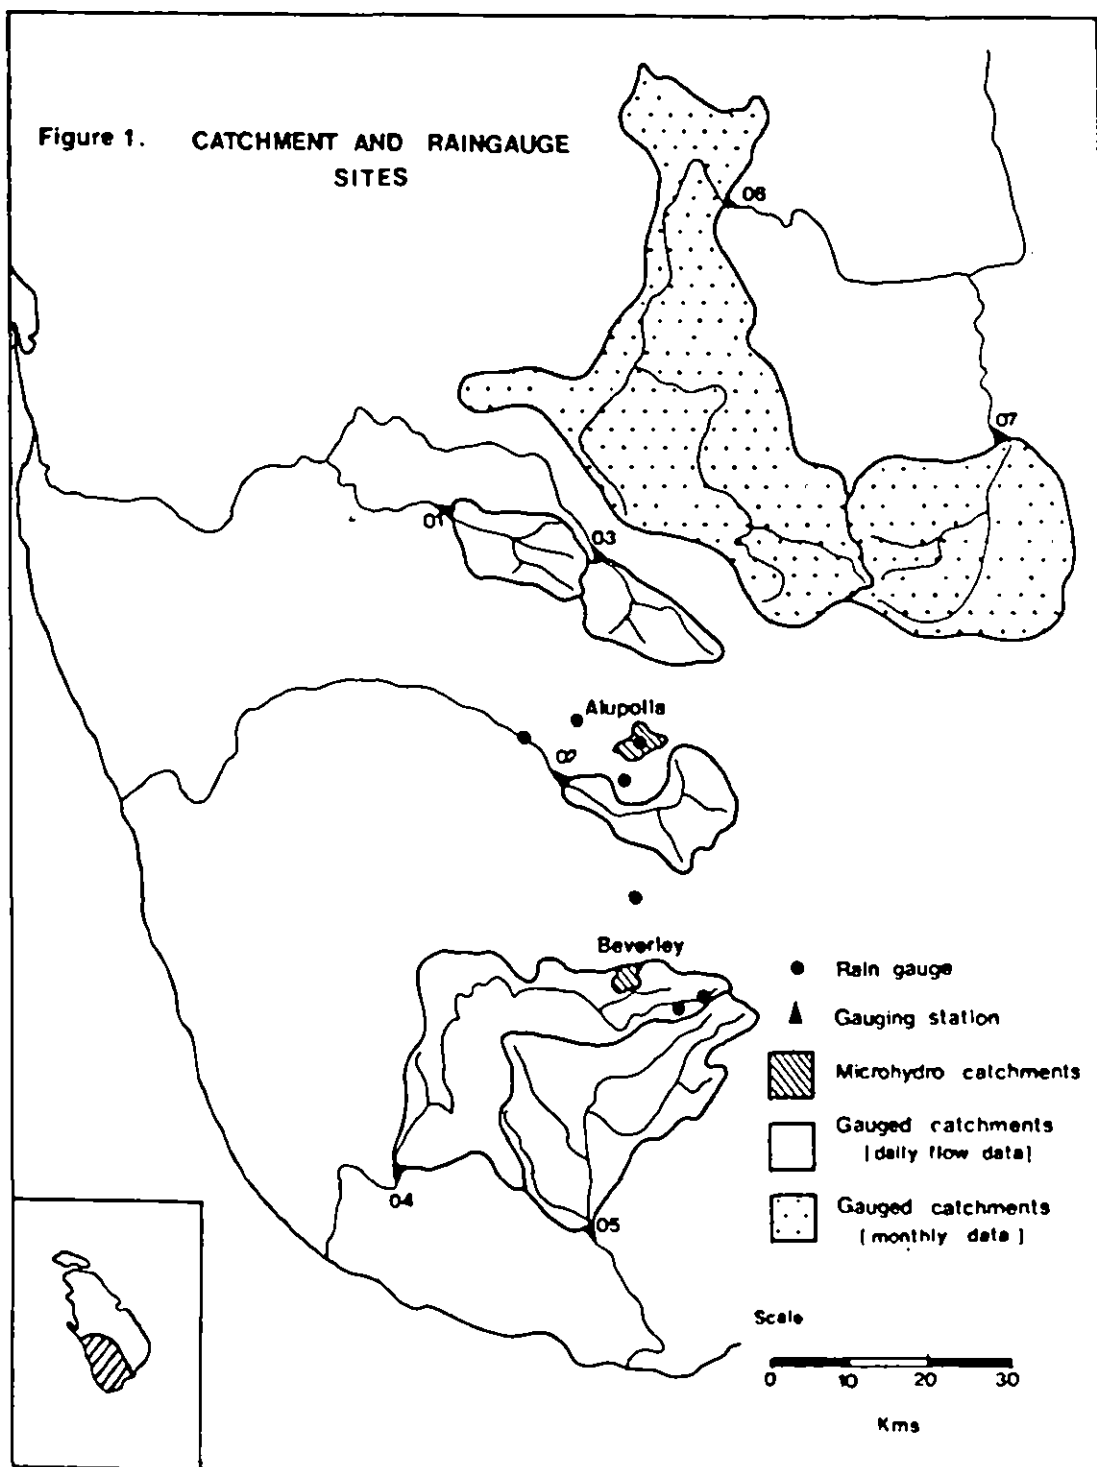 Figure 1. CATCHMENT AND RAINGAUGE
SITES
06
07
01
03
Alupolla
02
Beverley
04
05
Rain gauge
Gauging station
Microhydro catchments
Gauged catchments
[daily flow data]
Gauged catchments
[monthly data]
Scale
0 10 20 30
Kms